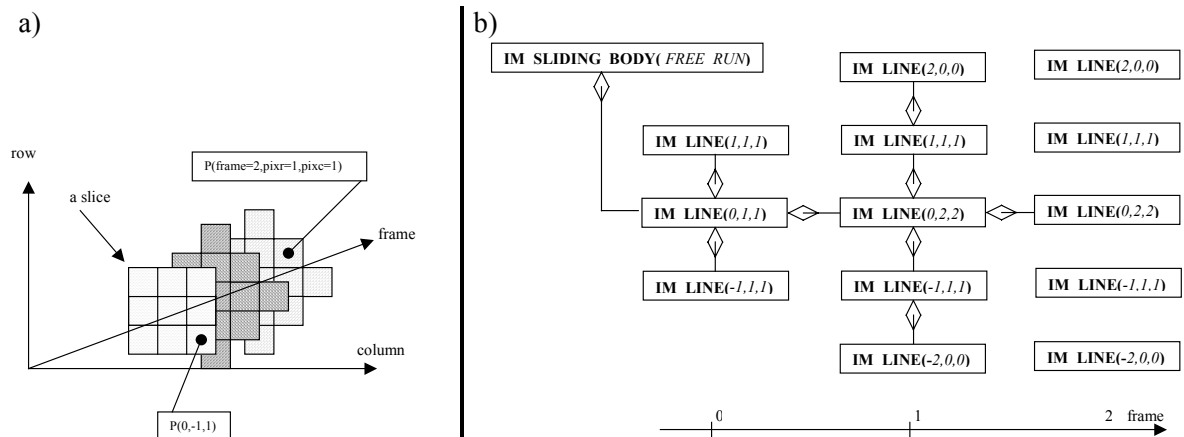 a)
row
P(frame=2,pixr=1,pixc=1)
a slice
frame
column
P(0,-1,1)
b)
IM SLIDING BODY( FREE RUN)
IM LINE(2,0,0)
IM LINE(2,0,0)
IM LINE(1,1,1)
IM LINE(1,1,1)
IM LINE(1,1,1)
IM LINE(0,1,1)
IM LINE(0,2,2)
IM LINE(0,2,2)
IM LINE(-1,1,1)
IM LINE(-1,1,1)
IM LINE(-1,1,1)
IM LINE(-2,0,0)
IM LINE(-2,0,0)
0 1 2 frame